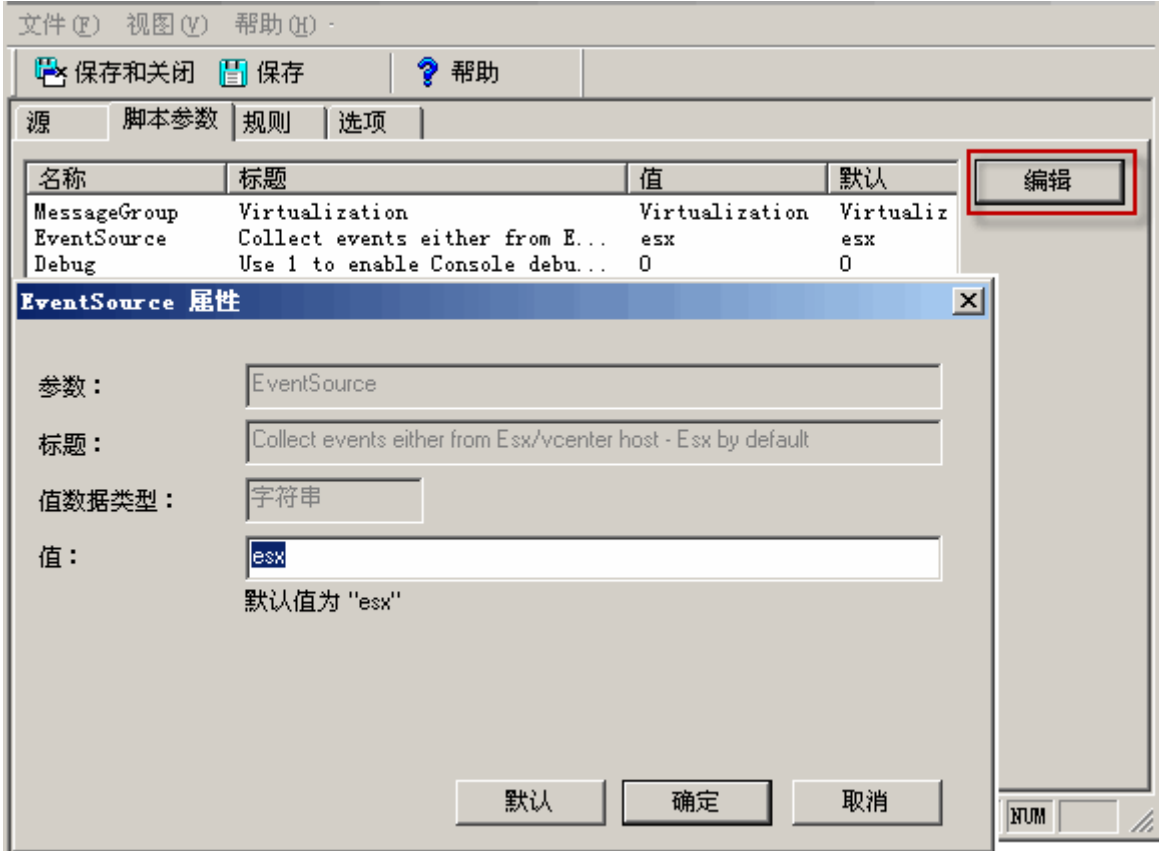 文件(F) 视图(V) 帮助(H)
保存和关闭 保存 帮助
源 脚本参数 规则 选项
名称 标题 值 默认 编辑
MessageGroup Virtualization Virtualization Virtualiz
EventSource Collect events either from E... esx esx
Debug Use 1 to enable Console debu... 0 0
EventSource 属性
参数： EventSource
标题： Collect events either from Esx/vcenter host - Esx by default
值数据类型： 字符串
值： esx
默认值为 "esx"
默认 确定 取消
NUM